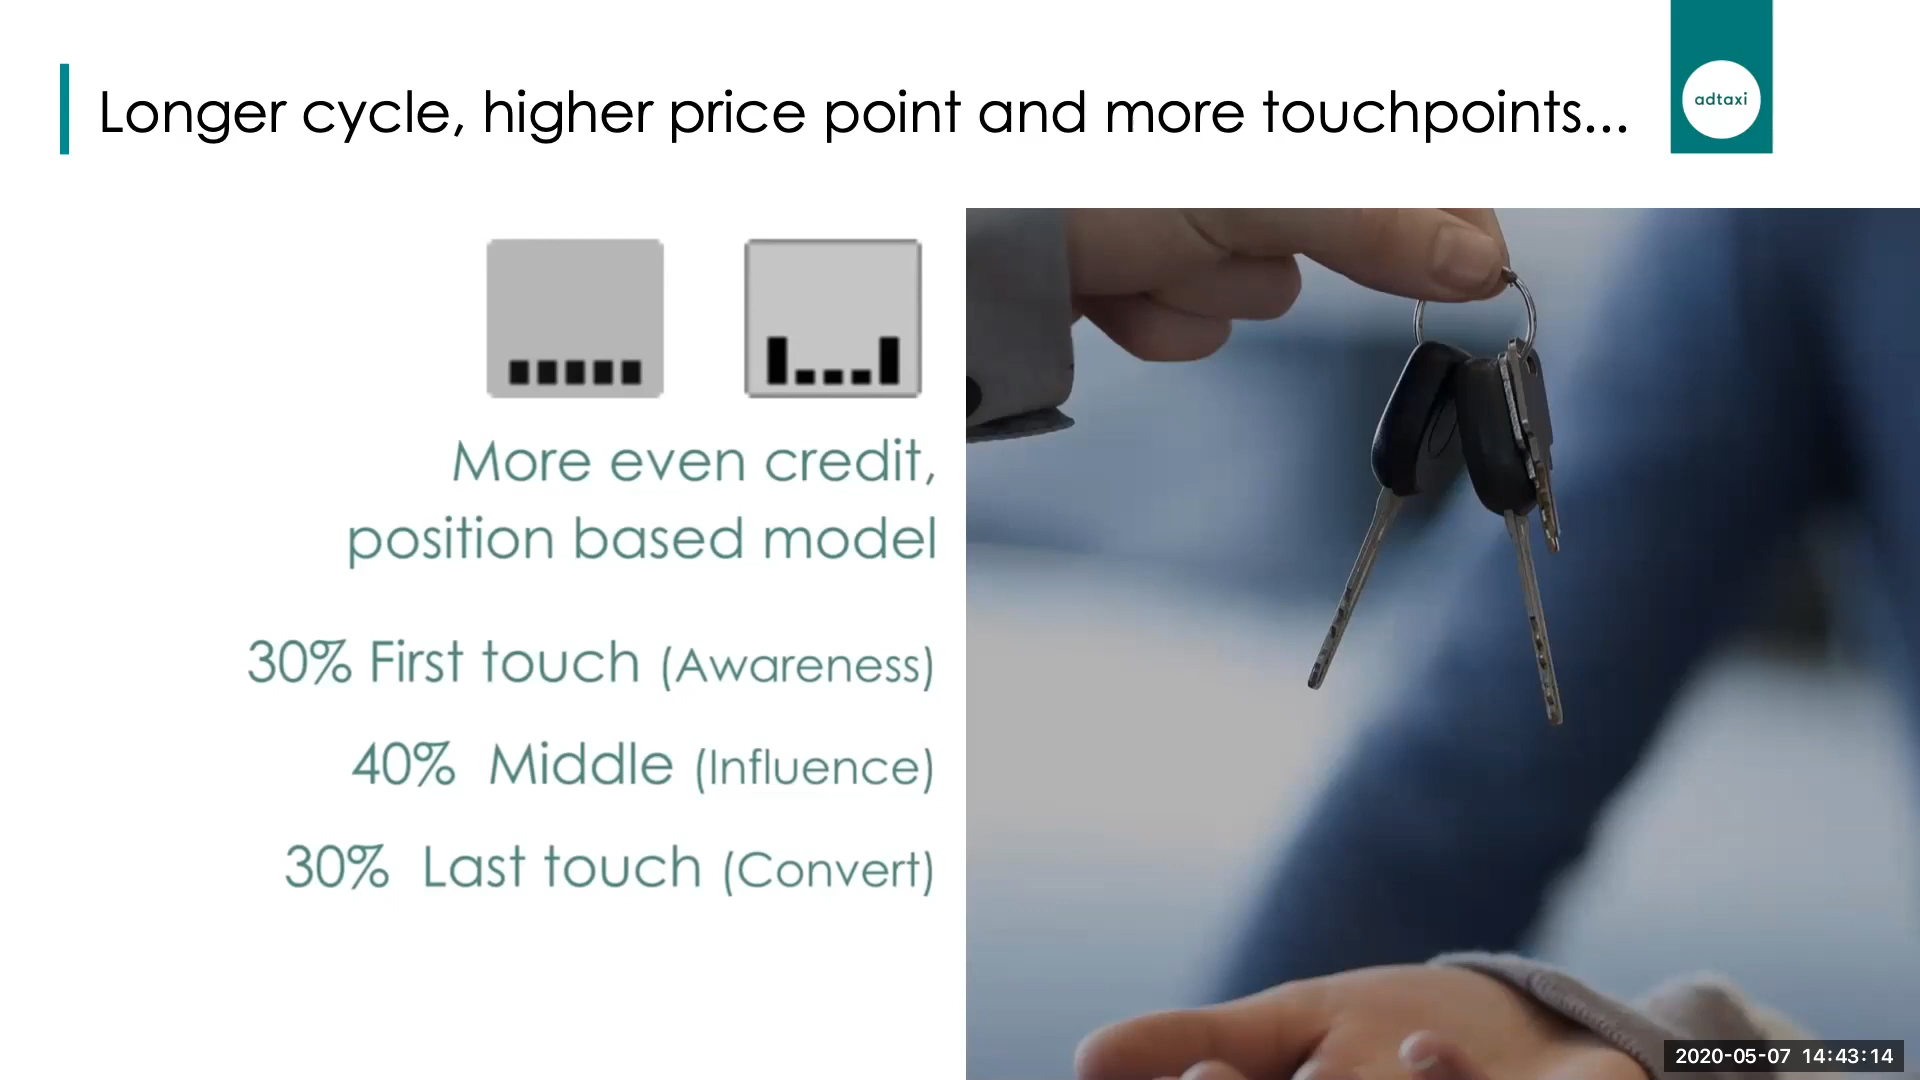 Longer cycle, higher price point and more touchpoints...
adtaxi
More even credit,
position based model
30% First touch (Awareness)
40% Middle (Influence)
30% Last touch (Convert)
2020-05-07 14:43:14